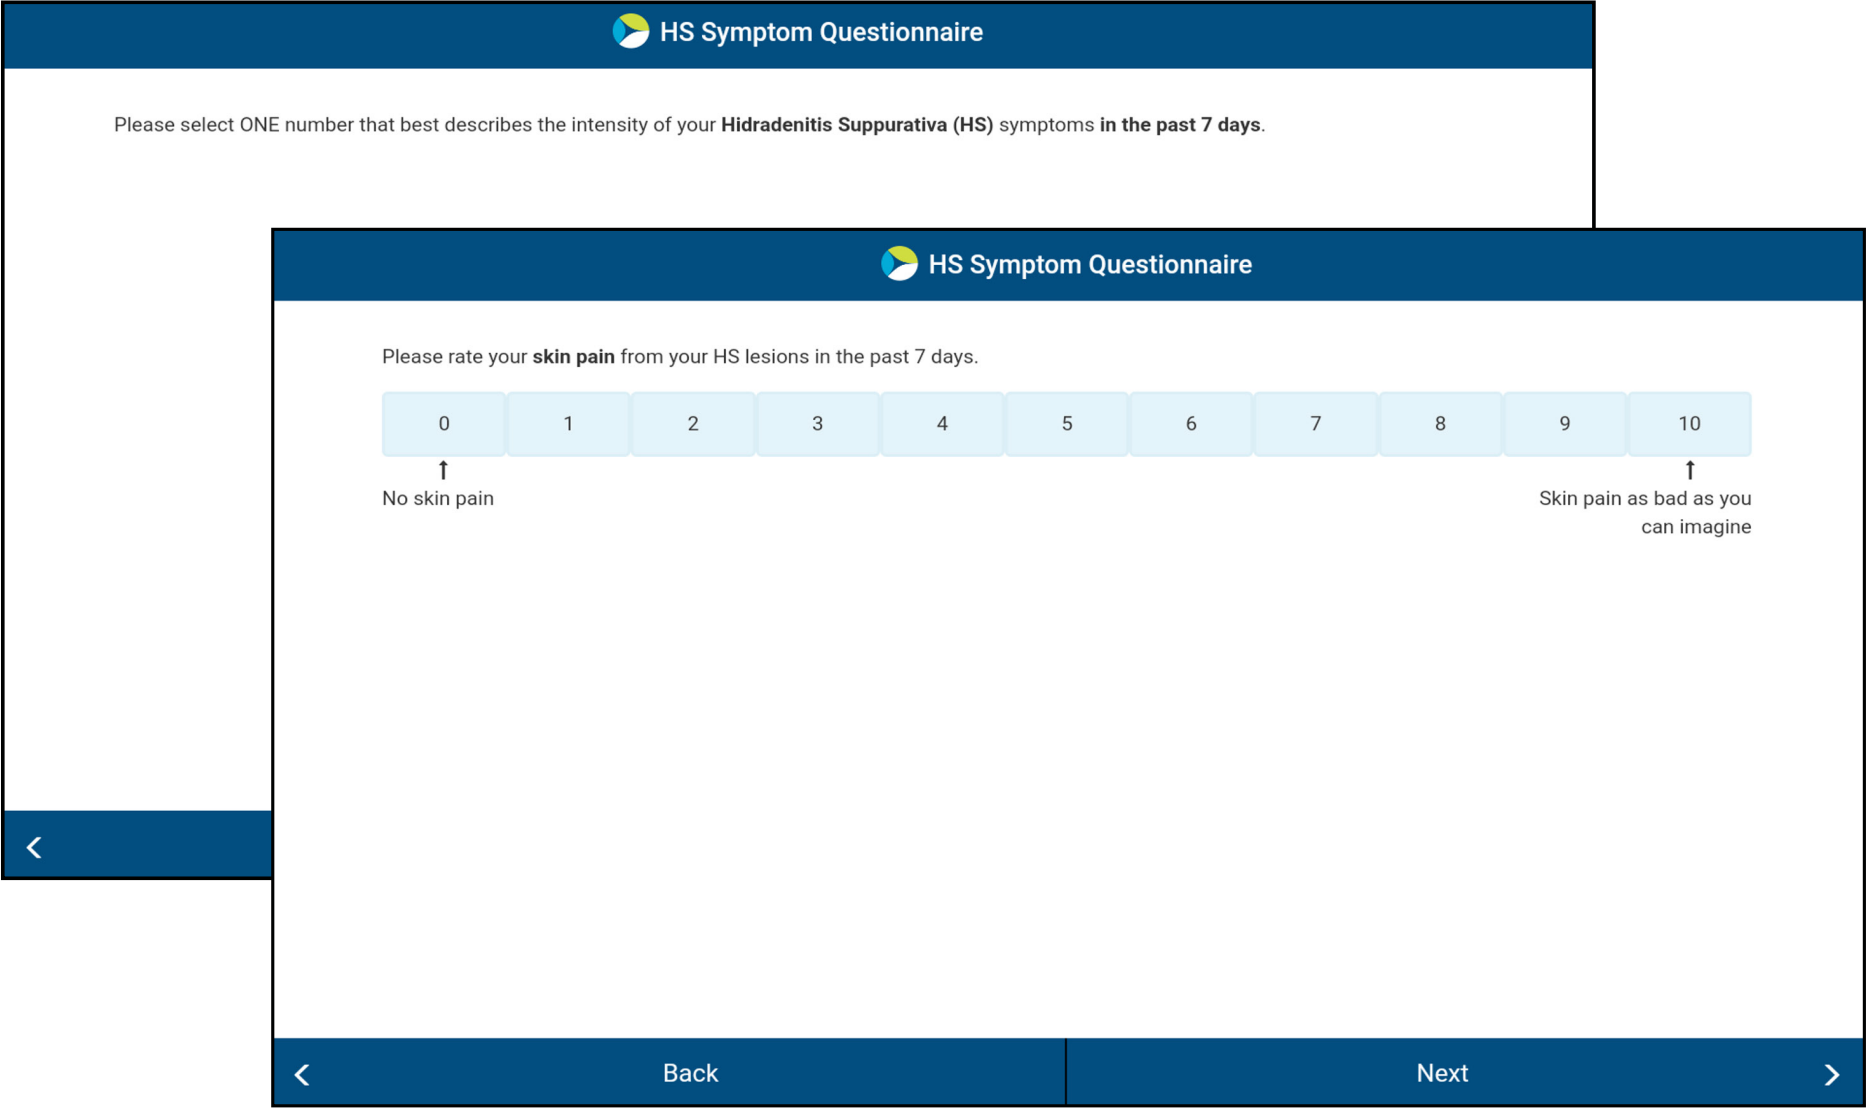 HS Symptom Questionnaire
Please select ONE number that best describes the intensity of your Hidradenitis Suppurativa (HS) symptoms in the past 7 days.
HS Symptom Questionnaire
Please rate your skin pain from your HS lesions in the past 7 days.
0 1 2 3 4 5 6 7 8 9 10
No skin pain
Skin pain as bad as you
can imagine
Back
Next